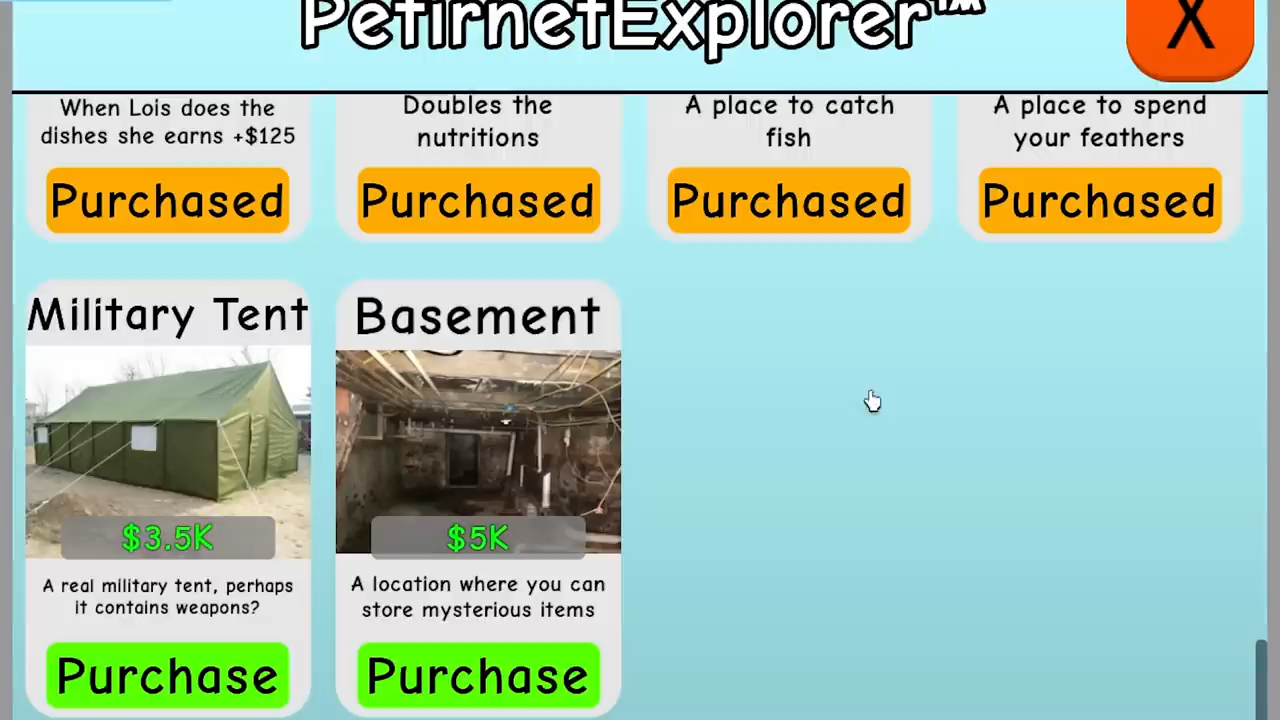 PetirnetExplorer™
X
When Lois does the
dishes she earns +$125
Purchased
Doubles the
nutritions
Purchased
A place to catch
fish
Purchased
A place to spend
your feathers
Purchased
Military Tent
$3.5K
A real military tent, perhaps
it contains weapons?
Purchase
Basement
$5K
A location where you can
store mysterious items
Purchase